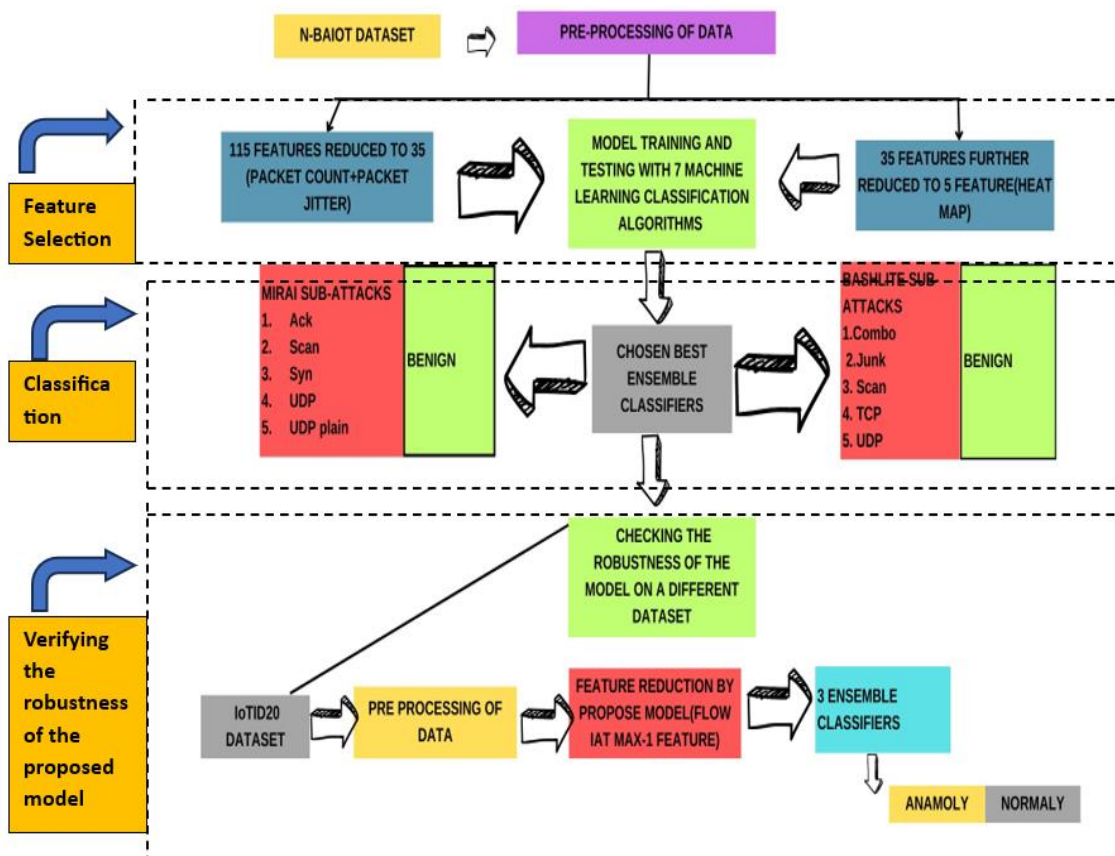 N-BAIOT DATASET
PRE-PROCESSING OF DATA
Feature
Selection
115 FEATURES REDUCED TO 35
(PACKET COUNT+PACKET
JITTER)
MODEL TRAINING AND
TESTING WITH 7 MACHINE
LEARNING CLASSIFICATION
ALGORITHMS
35 FEATURES FURTHER
REDUCED TO 5 FEATURE(HEAT
MAP)
Classifica
tion
MIRAI SUB-ATTACKS
1. Ack
2. Scan
3. Syn
4. UDP
5. UDP plain
BENIGN
CHOSEN BEST
ENSEMBLE
CLASSIFIERS
BASHLITE SUB
ATTACKS
1.Combo
2.Junk
3. Scan
4. TCP
5. UDP
BENIGN
Verifying
the
robustness
of the
proposed
model
CHECKING THE
ROBUSTNESS OF THE
MODEL ON A DIFFERENT
DATASET
IoTID20
DATASET
PRE PROCESSING OF
DATA
FEATURE REDUCTION BY
PROPOSE MODEL(FLOW
IAT MAX-1 FEATURE)
3 ENSEMBLE
CLASSIFIERS
ANAMOLY
NORMALY